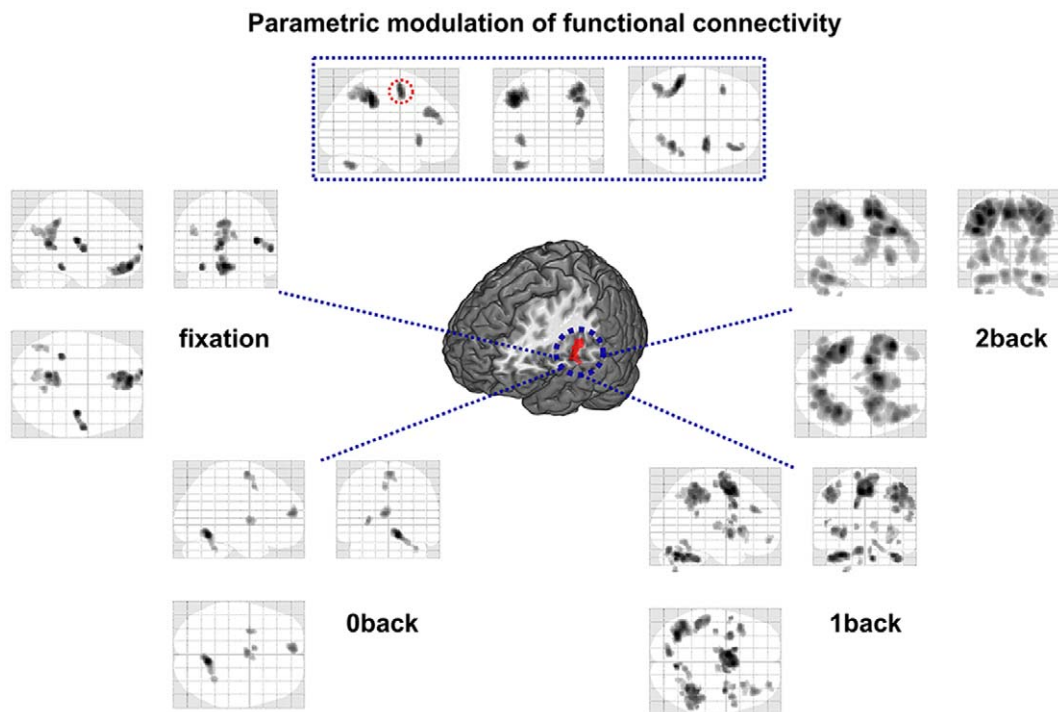 Parametric modulation of functional connectivity
fixation
2back
0back
1back